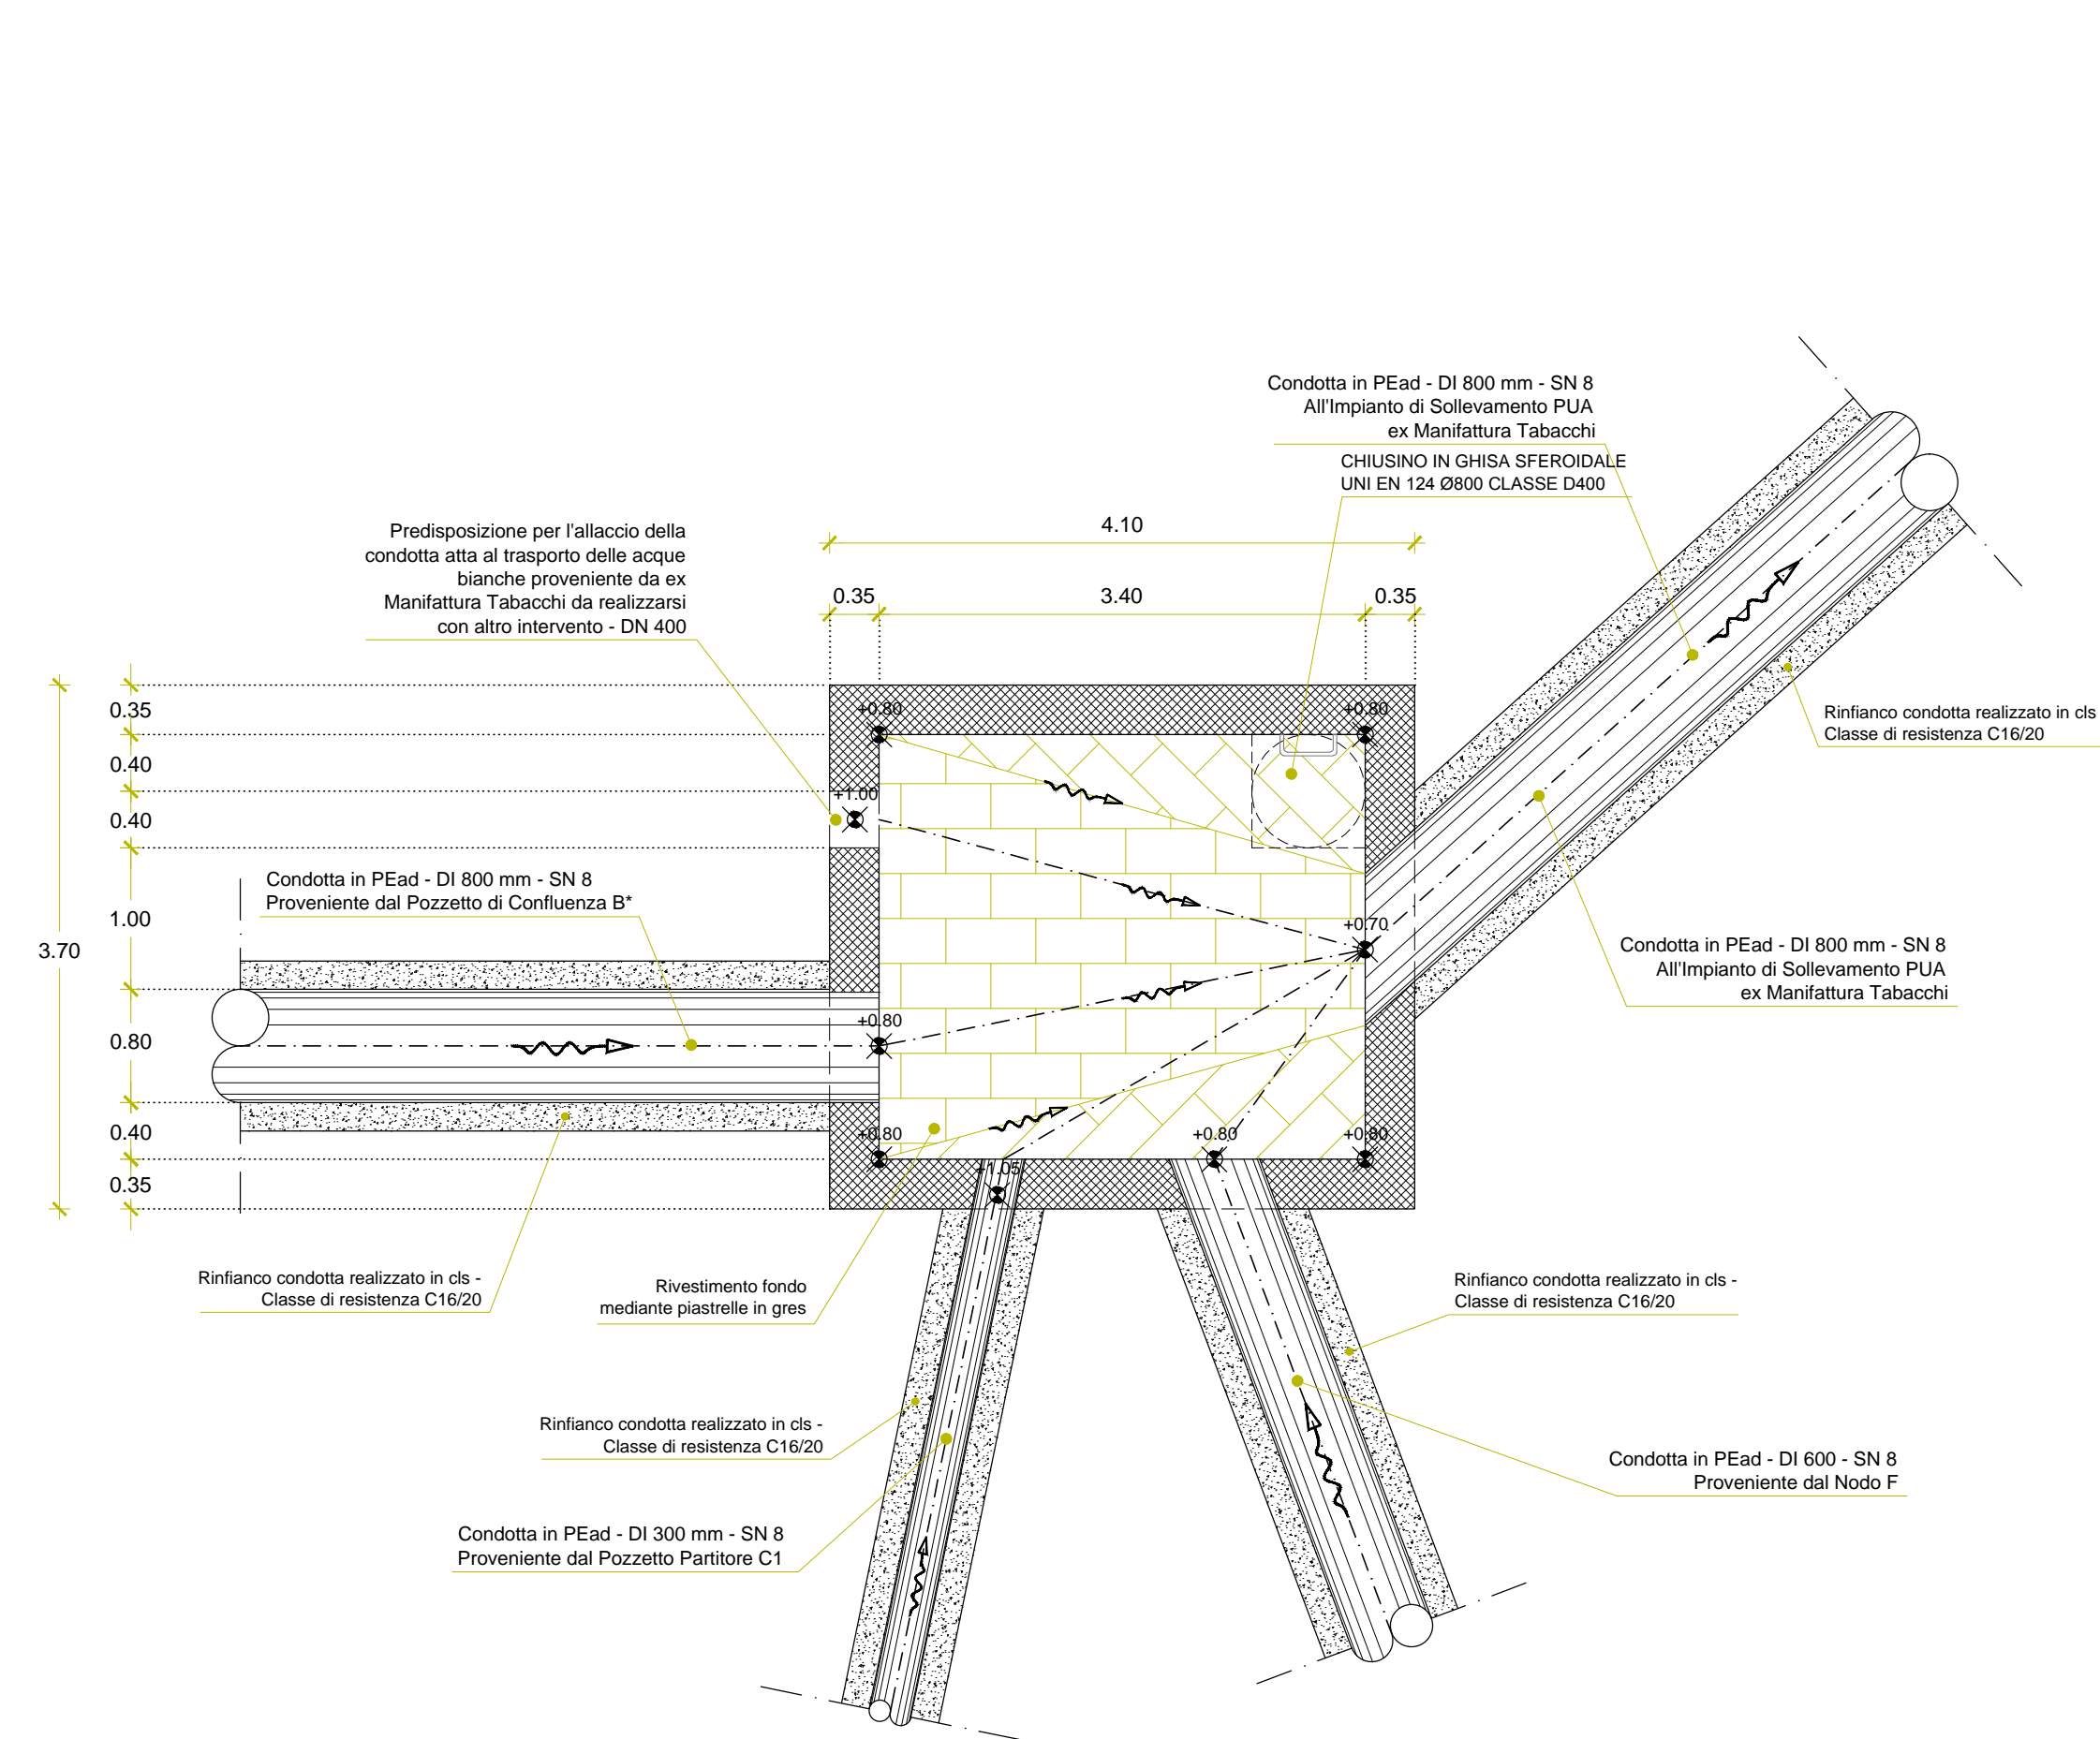 Condotta in PEad - DI 800 mm - SN 8
All'Impianto di Sollevamento PUA
ex Manifattura Tabacchi
CHIUSINO IN GHISA SFEROIDALE
UNI EN 124 Ø800 CLASSE D400
Predisposizione per l'allaccio della
condotta atta al trasporto delle acque
bianche proveniente da ex
Manifattura Tabacchi da realizzarsi
con altro intervento - DN 400
4.10
0.35
3.40
0.35
3.70
0.35
0.40
0.40
1.00
0.80
0.40
0.35
+0.80
+0.80
+1.00
+0.70
+0.80
+0.80
+0.80
+0.80
+1.05
Rinfianco condotta realizzato in cls
Classe di resistenza C16/20
Condotta in PEad - DI 800 mm - SN 8
Proveniente dal Pozzetto di Confluenza B*
Condotta in PEad - DI 800 mm - SN 8
All'Impianto di Sollevamento PUA
ex Manifattura Tabacchi
Rinfianco condotta realizzato in cls -
Classe di resistenza C16/20
Rivestimento fondo
mediante piastrelle in gres
Rinfianco condotta realizzato in cls -
Classe di resistenza C16/20
Rinfianco condotta realizzato in cls -
Classe di resistenza C16/20
Condotta in PEad - DI 600 - SN 8
Proveniente dal Nodo F
Condotta in PEad - DI 300 mm - SN 8
Proveniente dal Pozzetto Partitore C1